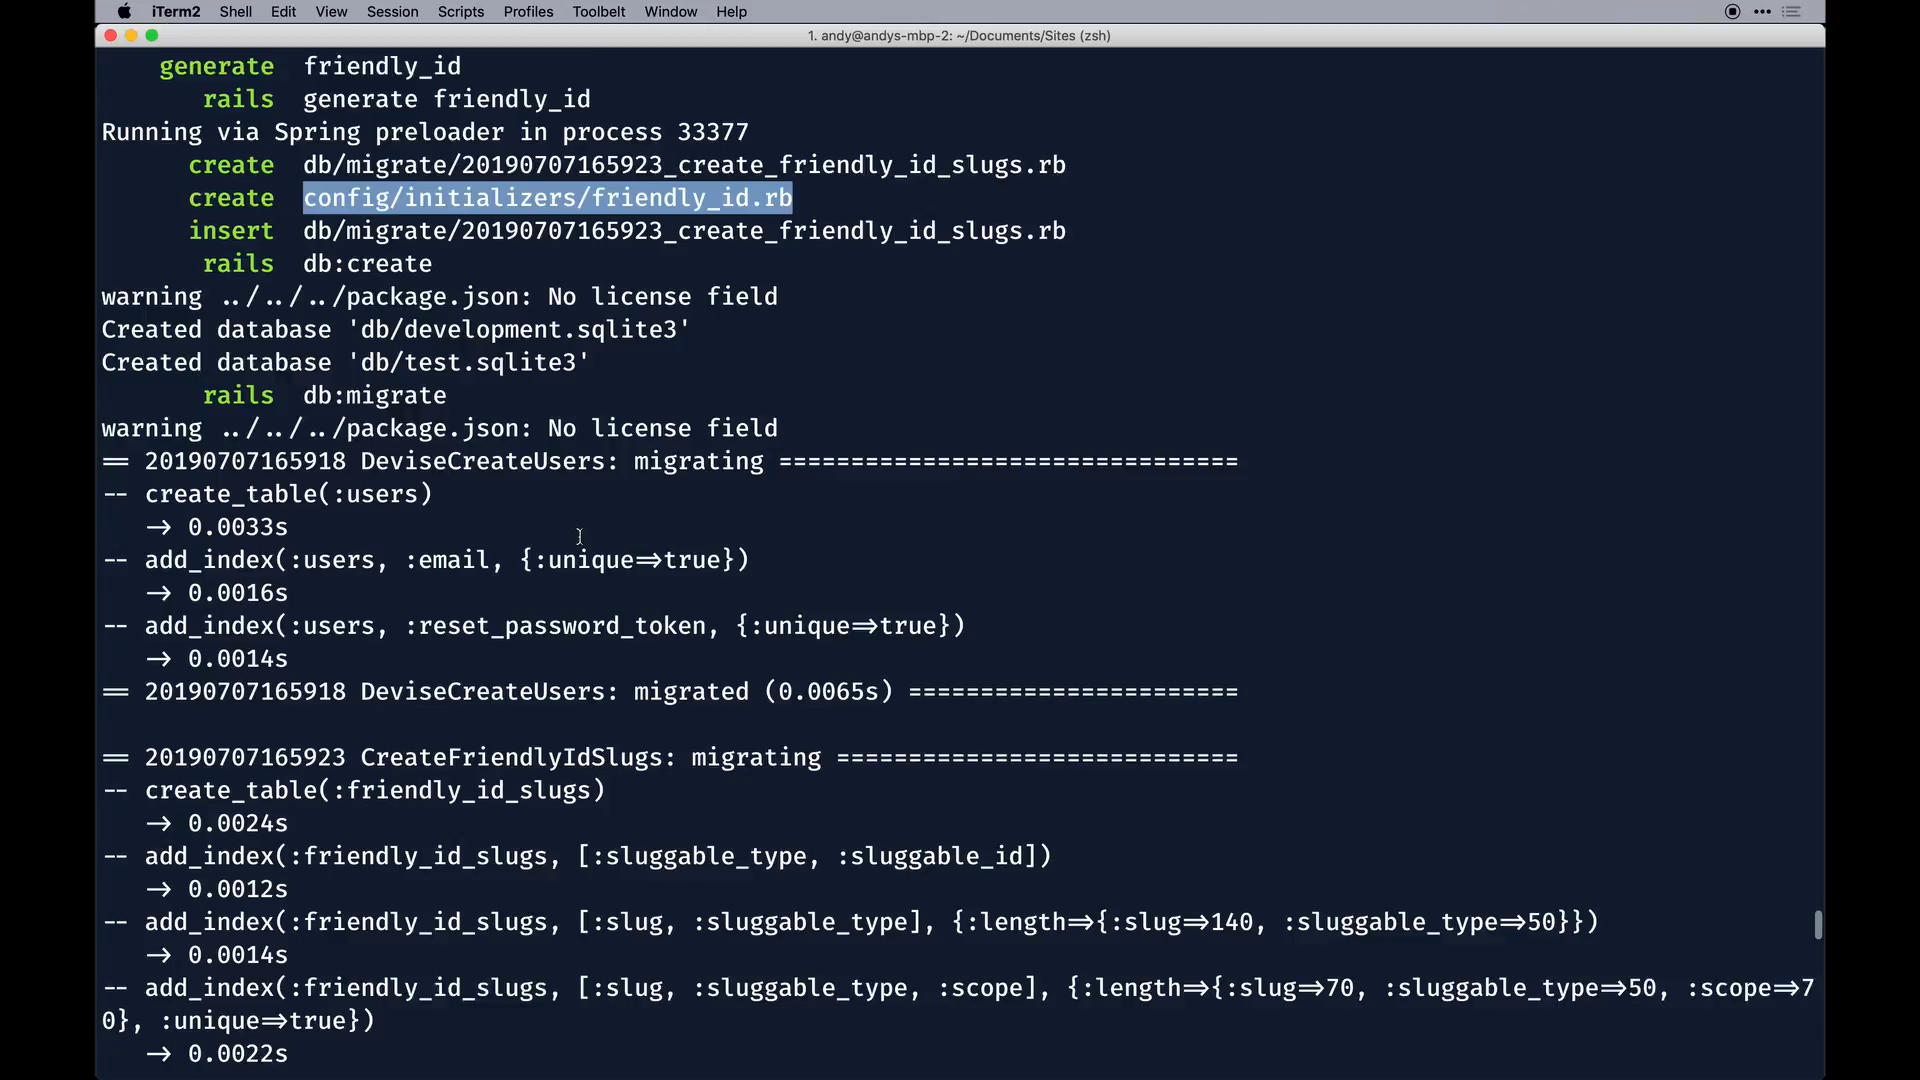 iTerm2 Shell Edit View Session Scripts Profiles Toolbelt Window Help
1. andy@andys-mbp-2: ~/Documents/Sites (zsh)
generate friendly_id
rails generate friendly_id
Running via Spring preloader in process 33377
create db/migrate/20190707165923_create_friendly_id_slugs.rb
create config/initializers/friendly_id.rb
insert db/migrate/20190707165923_create_friendly_id_slugs.rb
rails db:create
warning ../../../package.json: No license field
Created database 'db/development.sqlite3'
Created database 'db/test.sqlite3'
rails db:migrate
warning ../../../package.json: No license field
== 20190707165918 DeviseCreateUsers: migrating ================================
-- create_table(:users)
-> 0.0033s
-- add_index(:users, :email, {:unique=>true})
-> 0.0016s
-- add_index(:users, :reset_password_token, {:unique=>true})
-> 0.0014s
== 20190707165918 DeviseCreateUsers: migrated (0.0065s) =======================

== 20190707165923 CreateFriendlyIdSlugs: migrating ============================
-- create_table(:friendly_id_slugs)
-> 0.0024s
-- add_index(:friendly_id_slugs, [:sluggable_type, :sluggable_id])
-> 0.0012s
-- add_index(:friendly_id_slugs, [:slug, :sluggable_type], {:length=>{:slug=>140, :sluggable_type=>50}})
-> 0.0014s
-- add_index(:friendly_id_slugs, [:slug, :sluggable_type, :scope], {:length=>{:slug=>70, :sluggable_type=>50, :scope=>7
0}, :unique=>true})
-> 0.0022s